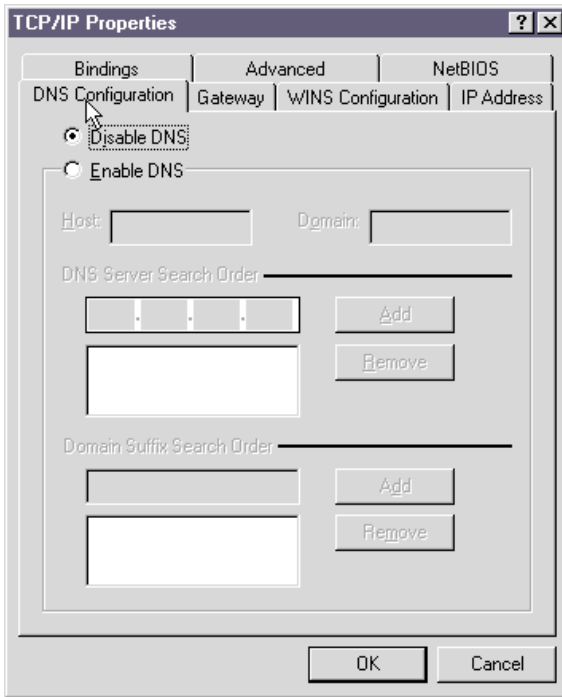 TCP/IP Properties
Bindings Advanced NetBIOS
DNS Configuration Gateway WINS Configuration IP Address
Disable DNS
Enable DNS
Host: Domain:
DNS Server Search Order
Add
Remove
Domain Suffix Search Order
Add
Remove
OK Cancel